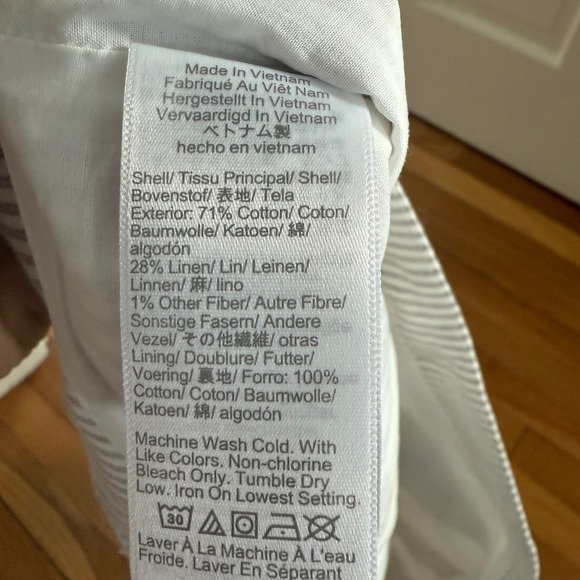 Made In Vietnam
Fabriqué Au Việt Nam
Hergestellt In Vietnam
Vervaardigd In Vietnam
ベトナム製
hecho en vietnam
Shell/ Tissu Principal/ Shell/
Bovenstof/ 表地/ Tela
Exterior: 71% Cotton/ Coton/
Baumwolle/ Katoen/ 綿/
algodón
28% Linen/ Lin/ Leinen/
Linnen/ 麻/ lino
1% Other Fiber/ Autre Fibre/
Sonstige Fasern/ Andere
Vezel/ その他繊維/ otras
Lining/ Doublure/ Futter/
Voering/ 裏地/ Forro: 100%
Cotton/ Coton/ Baumwolle/
Katoen/ 綿/ algodón
Machine Wash Cold. With
Like Colors. Non-chlorine
Bleach Only. Tumble Dry
Low. Iron On Lowest Setting.
30
Laver À La Machine À L'eau
Froide. Laver En Séparant